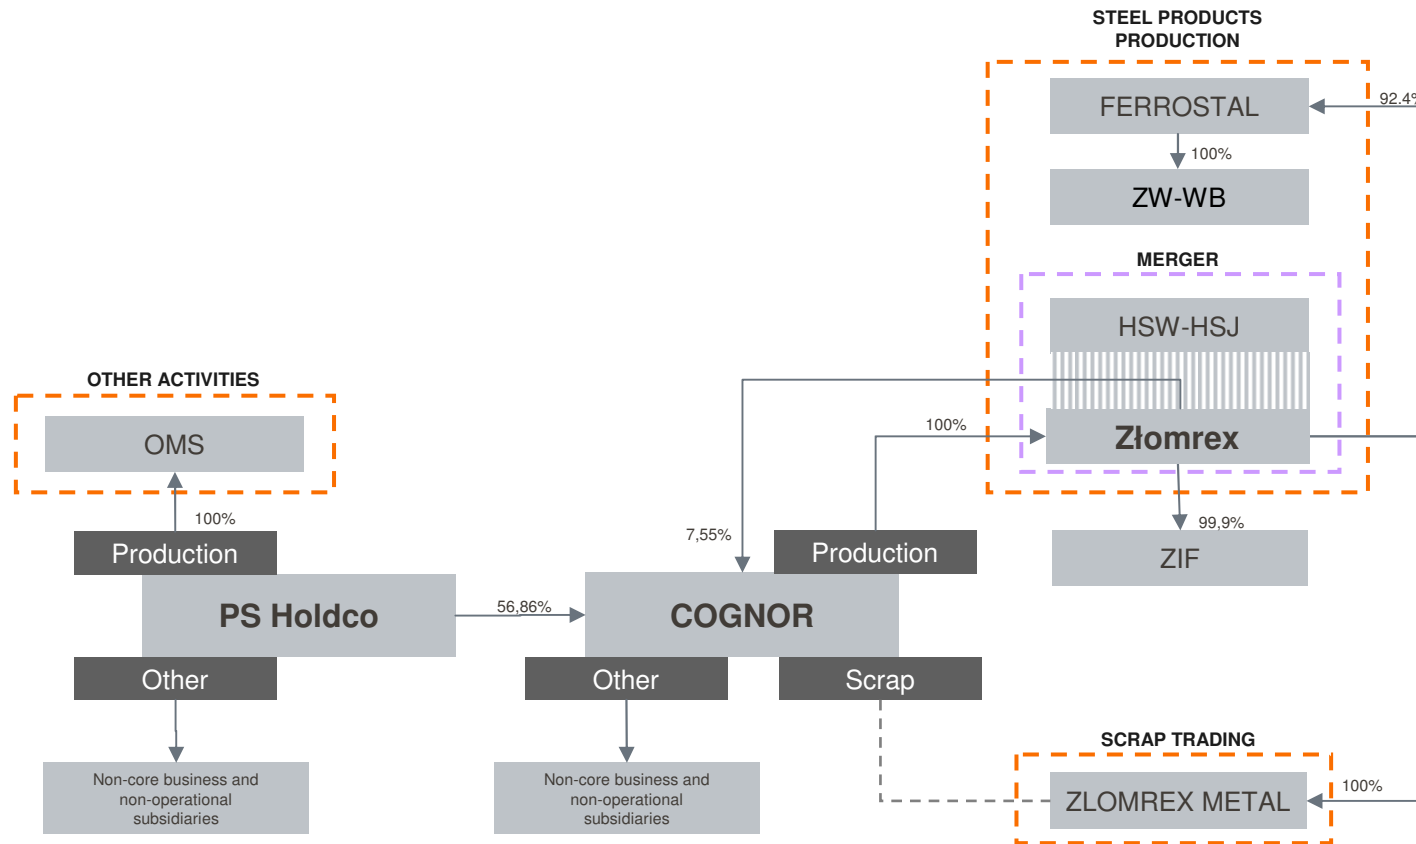 STEEL PRODUCTS
PRODUCTION
FERROSTAL
92.4%
100%
ZW-WB
MERGER
HSW-HSJ
OTHER ACTIVITIES
OMS
100%
Złomrex
100%
Production
7,55%
Production
99,9%
ZIF
PS Holdco
56,86%
COGNOR
Other
Other
Scrap
SCRAP TRADING
Non-core business and
non-operational
subsidiaries
Non-core business and
non-operational
subsidiaries
ZLOMREX METAL
100%